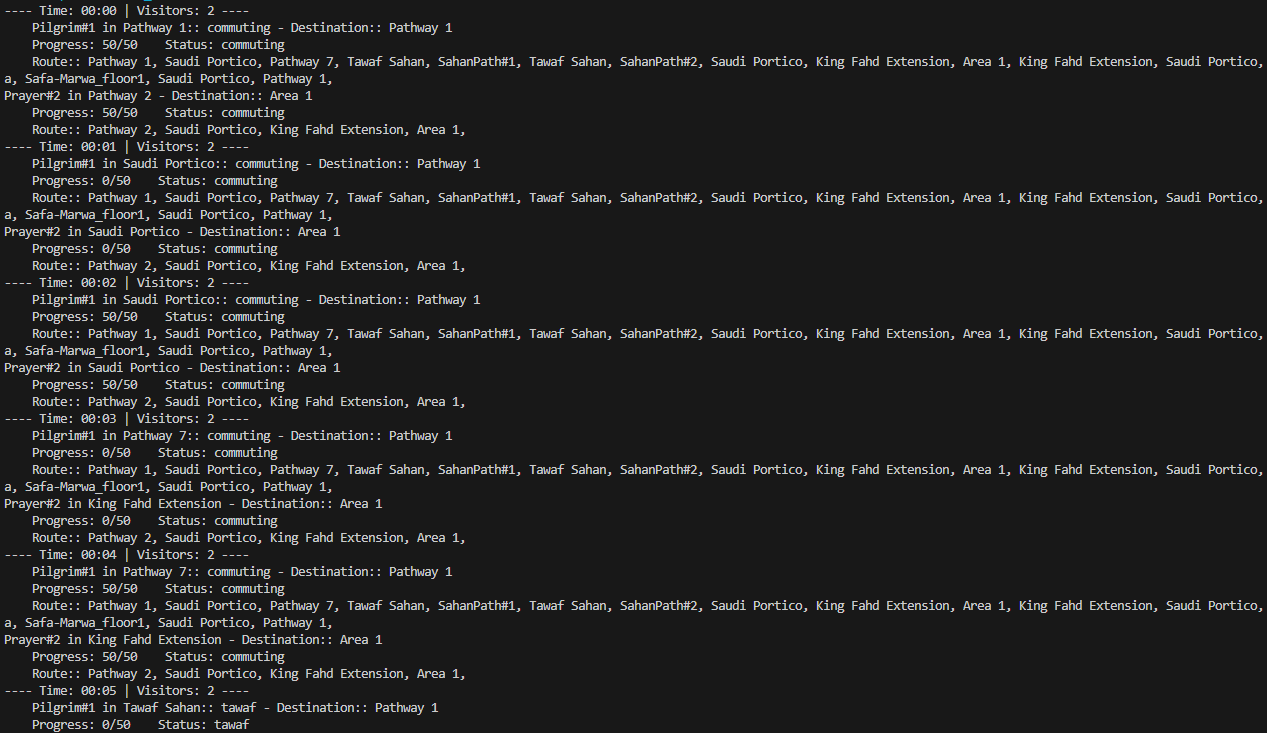 ---- Time: 00:00 | Visitors: 2 ----
Pilgrim#1 in Pathway 1:: commuting - Destination:: Pathway 1
Progress: 50/50    Status: commuting
Route:: Pathway 1, Saudi Portico, Pathway 7, Tawaf Sahan, SahanPath#1, Tawaf Sahan, SahanPath#2, Saudi Portico, King Fahd Extension, Area 1, King Fahd Extension, Saudi Portico,
a, Safa-Marwa_floor1, Saudi Portico, Pathway 1,
Prayer#2 in Pathway 2 - Destination:: Area 1
Progress: 50/50    Status: commuting
Route:: Pathway 2, Saudi Portico, King Fahd Extension, Area 1,
---- Time: 00:01 | Visitors: 2 ----
Pilgrim#1 in Saudi Portico:: commuting - Destination:: Pathway 1
Progress: 0/50    Status: commuting
Route:: Pathway 1, Saudi Portico, Pathway 7, Tawaf Sahan, SahanPath#1, Tawaf Sahan, SahanPath#2, Saudi Portico, King Fahd Extension, Area 1, King Fahd Extension, Saudi Portico,
a, Safa-Marwa_floor1, Saudi Portico, Pathway 1,
Prayer#2 in Saudi Portico - Destination:: Area 1
Progress: 0/50    Status: commuting
Route:: Pathway 2, Saudi Portico, King Fahd Extension, Area 1,
---- Time: 00:02 | Visitors: 2 ----
Pilgrim#1 in Saudi Portico:: commuting - Destination:: Pathway 1
Progress: 50/50    Status: commuting
Route:: Pathway 1, Saudi Portico, Pathway 7, Tawaf Sahan, SahanPath#1, Tawaf Sahan, SahanPath#2, Saudi Portico, King Fahd Extension, Area 1, King Fahd Extension, Saudi Portico,
a, Safa-Marwa_floor1, Saudi Portico, Pathway 1,
Prayer#2 in Saudi Portico - Destination:: Area 1
Progress: 50/50    Status: commuting
Route:: Pathway 2, Saudi Portico, King Fahd Extension, Area 1,
---- Time: 00:03 | Visitors: 2 ----
Pilgrim#1 in Pathway 7:: commuting - Destination:: Pathway 1
Progress: 0/50    Status: commuting
Route:: Pathway 1, Saudi Portico, Pathway 7, Tawaf Sahan, SahanPath#1, Tawaf Sahan, SahanPath#2, Saudi Portico, King Fahd Extension, Area 1, King Fahd Extension, Saudi Portico,
a, Safa-Marwa_floor1, Saudi Portico, Pathway 1,
Prayer#2 in King Fahd Extension - Destination:: Area 1
Progress: 0/50    Status: commuting
Route:: Pathway 2, Saudi Portico, King Fahd Extension, Area 1,
---- Time: 00:04 | Visitors: 2 ----
Pilgrim#1 in Pathway 7:: commuting - Destination:: Pathway 1
Progress: 50/50    Status: commuting
Route:: Pathway 1, Saudi Portico, Pathway 7, Tawaf Sahan, SahanPath#1, Tawaf Sahan, SahanPath#2, Saudi Portico, King Fahd Extension, Area 1, King Fahd Extension, Saudi Portico,
a, Safa-Marwa_floor1, Saudi Portico, Pathway 1,
Prayer#2 in King Fahd Extension - Destination:: Area 1
Progress: 50/50    Status: commuting
Route:: Pathway 2, Saudi Portico, King Fahd Extension, Area 1,
---- Time: 00:05 | Visitors: 2 ----
Pilgrim#1 in Tawaf Sahan:: tawaf - Destination:: Pathway 1
Progress: 0/50    Status: tawaf